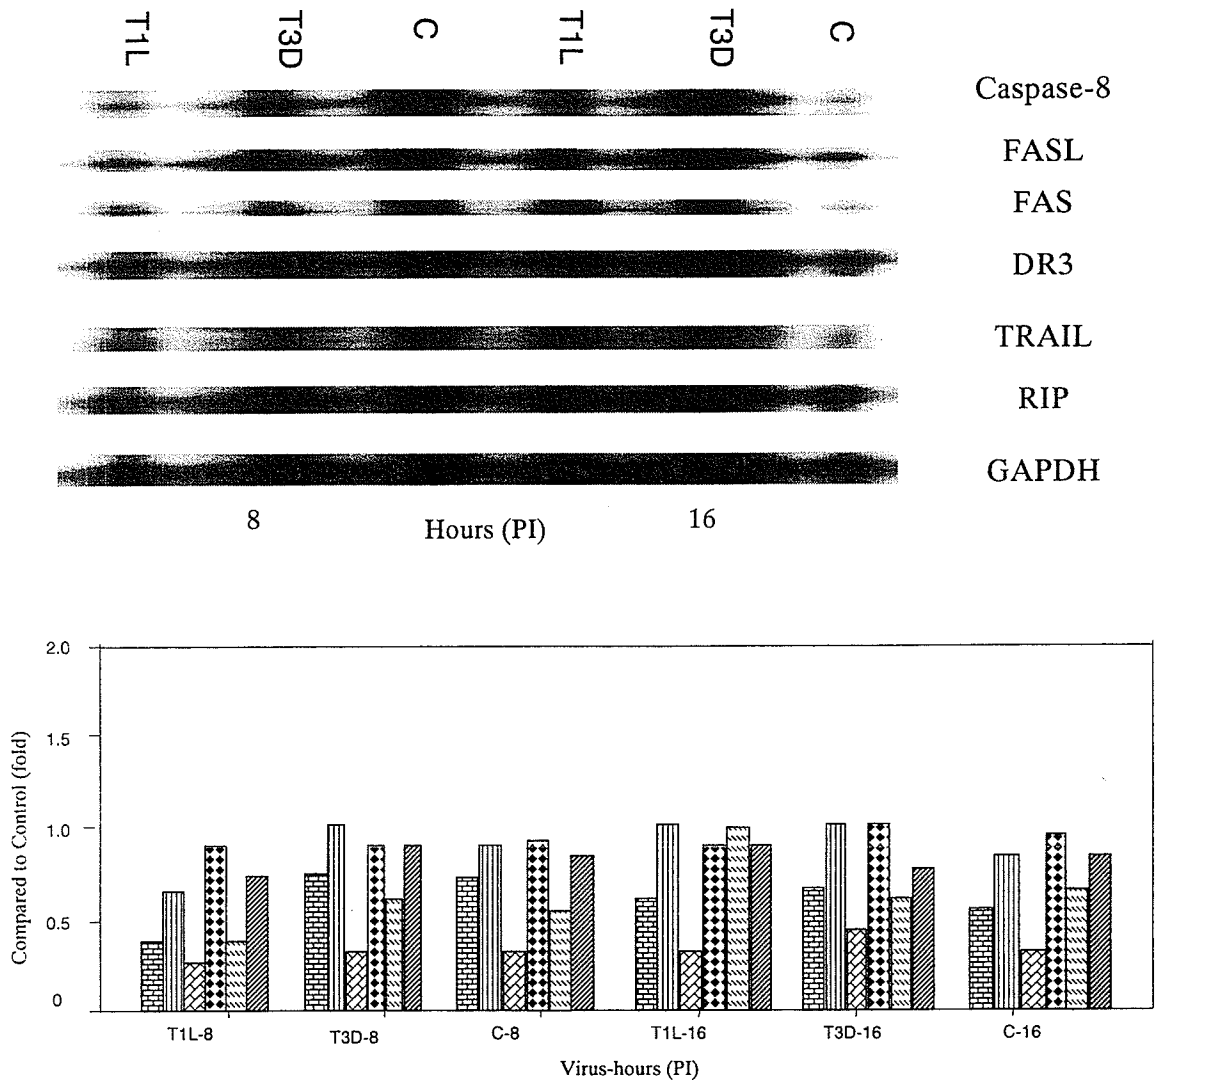 T1L T3D C T1L T3D C
Caspase-8
FASL
FAS
DR3
TRAIL
RIP
GAPDH
8 Hours (PI) 16
2.0
1.5
1.0
0.5
0
Compared to Control (fold)
T1L-8 T3D-8 C-8 T1L-16 T3D-16 C-16
Virus-hours (PI)